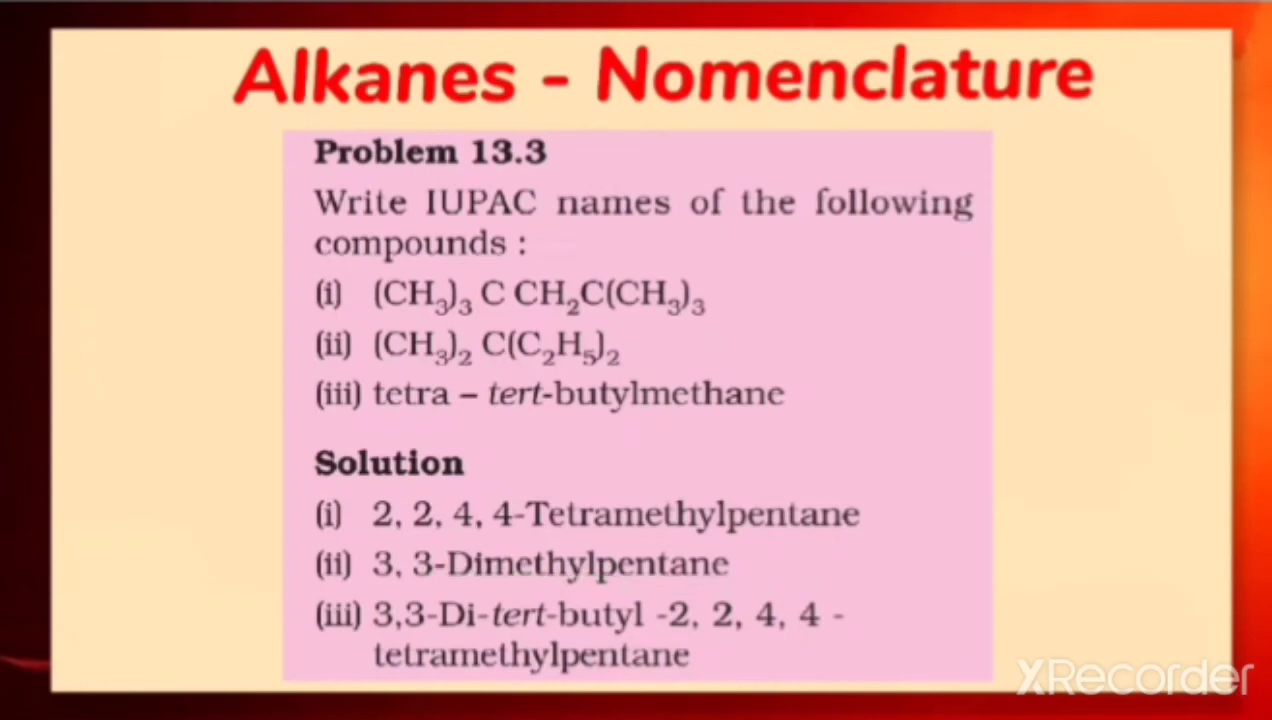 Alkanes - Nomenclature
Problem 13.3
Write IUPAC names of the following
compounds :
(i) (CH₃)₃ C CH₂C(CH₃)₃
(ii) (CH₃)₂ C(C₂H₅)₂
(iii) tetra – tert-butylmethane
Solution
(i) 2, 2, 4, 4-Tetramethylpentane
(ii) 3, 3-Dimethylpentane
(iii) 3,3-Di-tert-butyl -2, 2, 4, 4 -
tetramethylpentane
XRecorder